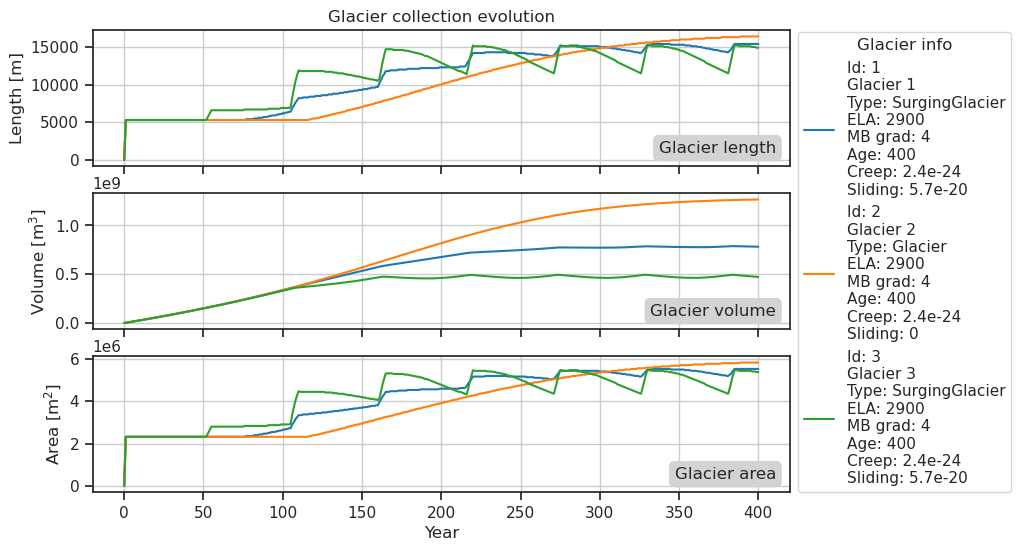 Glacier collection evolution
Length [m]
15000
10000
5000
0
Glacier length
1e9
Volume [m³]
1.0
0.5
0.0
Glacier volume
1e6
Area [m²]
6
4
2
0
Glacier area
0 50 100 150 200 250 300 350 400
Year
Glacier info
Id: 1
Glacier 1
Type: SurgingGlacier
ELA: 2900
MB grad: 4
Age: 400
Creep: 2.4e-24
Sliding: 5.7e-20
Id: 2
Glacier 2
Type: Glacier
ELA: 2900
MB grad: 4
Age: 400
Creep: 2.4e-24
Sliding: 0
Id: 3
Glacier 3
Type: SurgingGlacier
ELA: 2900
MB grad: 4
Age: 400
Creep: 2.4e-24
Sliding: 5.7e-20